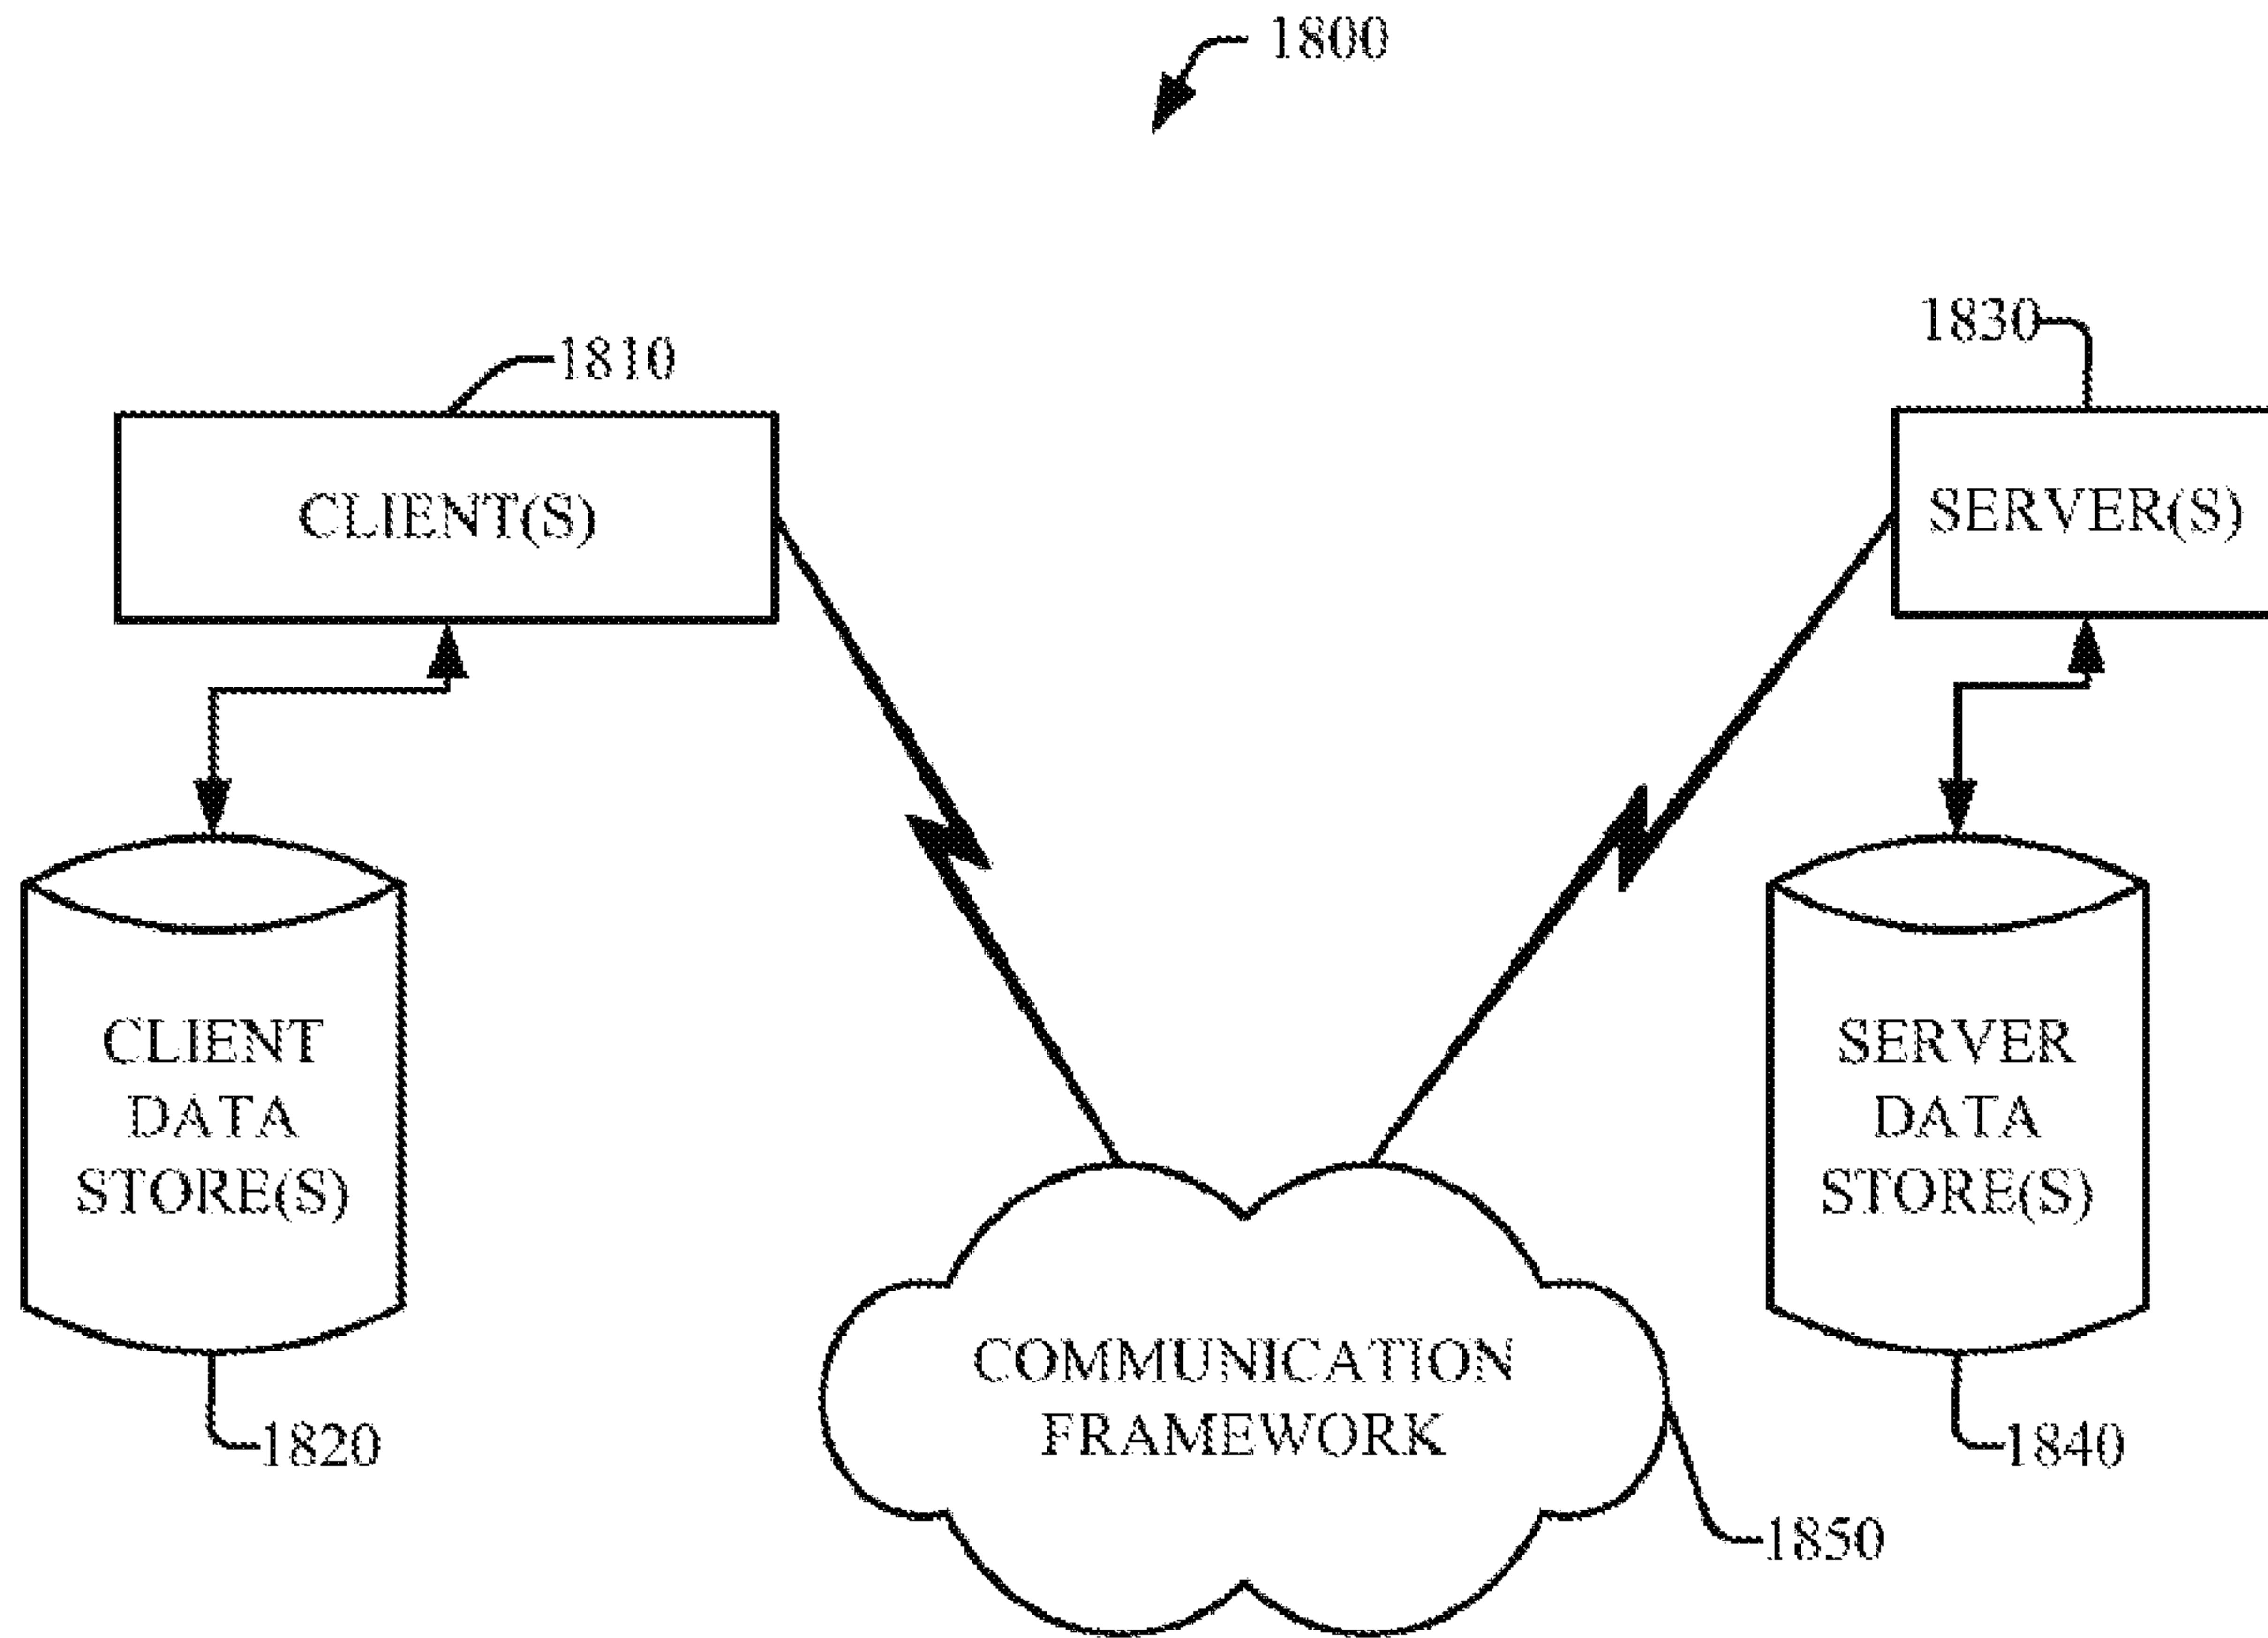 1800
1810
1830
CLIENT(S)
SERVER(S)
CLIENT
DATA
STORE(S)
SERVER
DATA
STORE(S)
COMMUNICATION
FRAMEWORK
1820
1840
1850